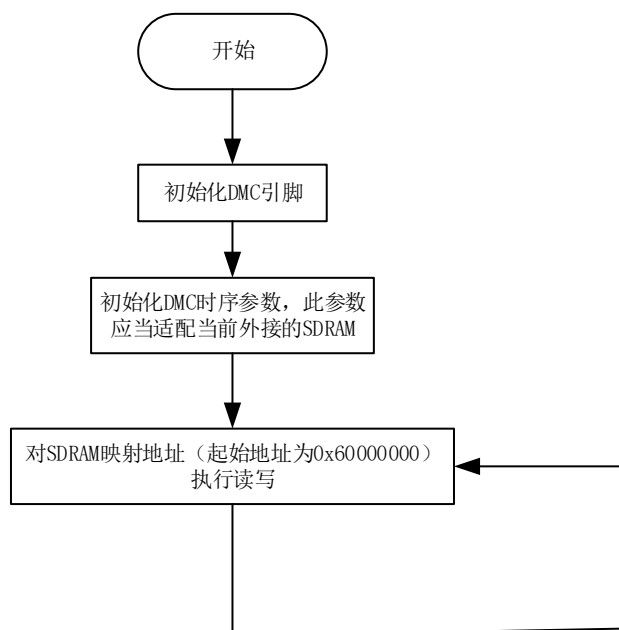 开始
初始化DMC引脚
初始化DMC时序参数，此参数
应当适配当前外接的SDRAM
对SDRAM映射地址（起始地址为0x60000000）
执行读写